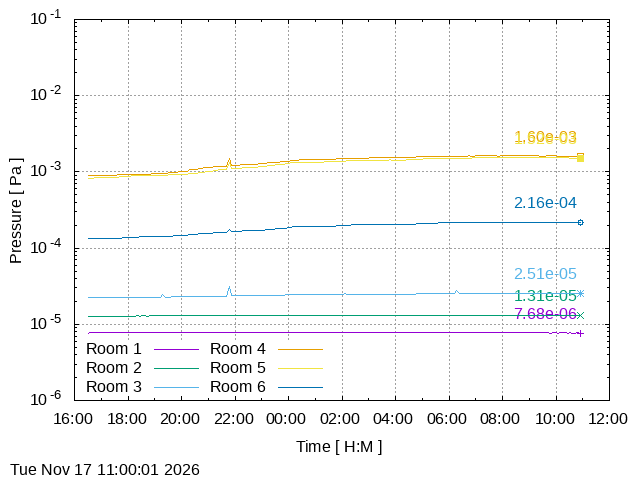 10^-1
10^-2
10^-3
10^-4
10^-5
10^-6
Pressure [ Pa ]
1.60e-03
2.16e-04
2.51e-05
1.31e-05
7.68e-06
Room 1 Room 4
Room 2 Room 5
Room 3 Room 6
16:00 18:00 20:00 22:00 00:00 02:00 04:00 06:00 08:00 10:00 12:00
Time [ H:M ]
Tue Nov 17 11:00:01 2026